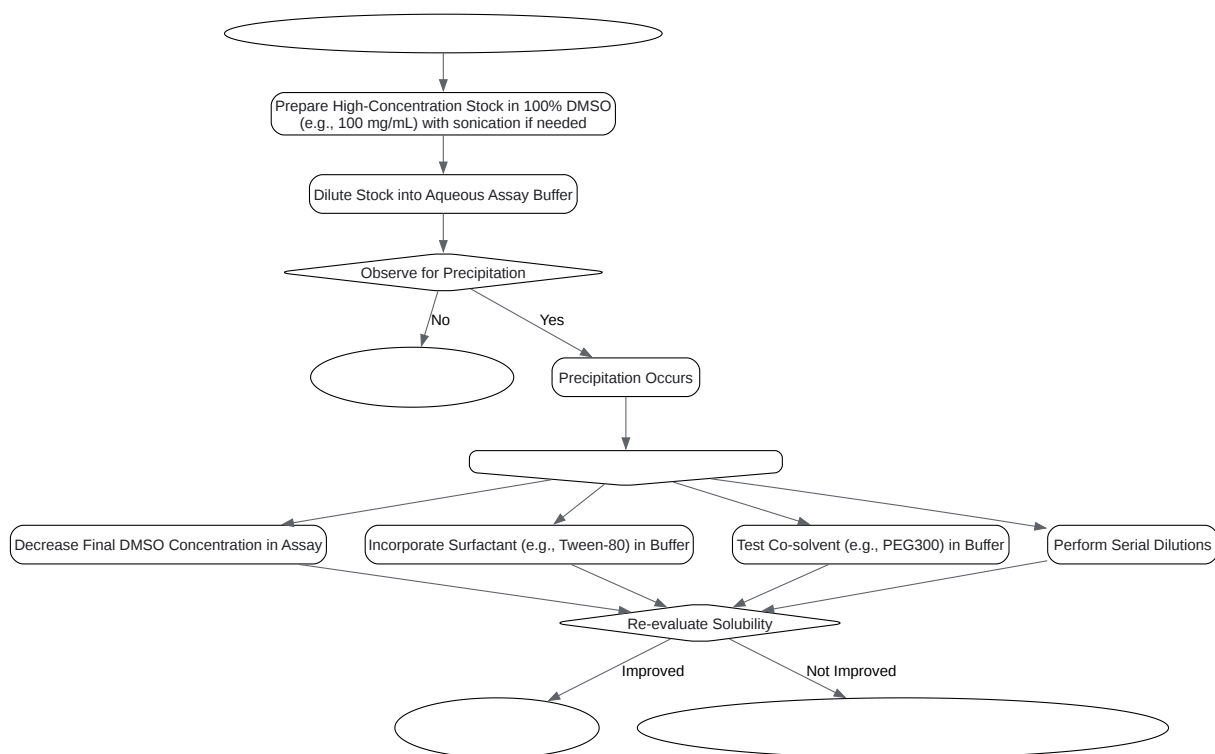 Prepare High-Concentration Stock in 100% DMSO
(e.g., 100 mg/mL) with sonication if needed
Dilute Stock into Aqueous Assay Buffer
Observe for Precipitation
No
Yes
Precipitation Occurs
Decrease Final DMSO Concentration in Assay
Incorporate Surfactant (e.g., Tween-80) in Buffer
Test Co-solvent (e.g., PEG300) in Buffer
Perform Serial Dilutions
Re-evaluate Solubility
Improved
Not Improved